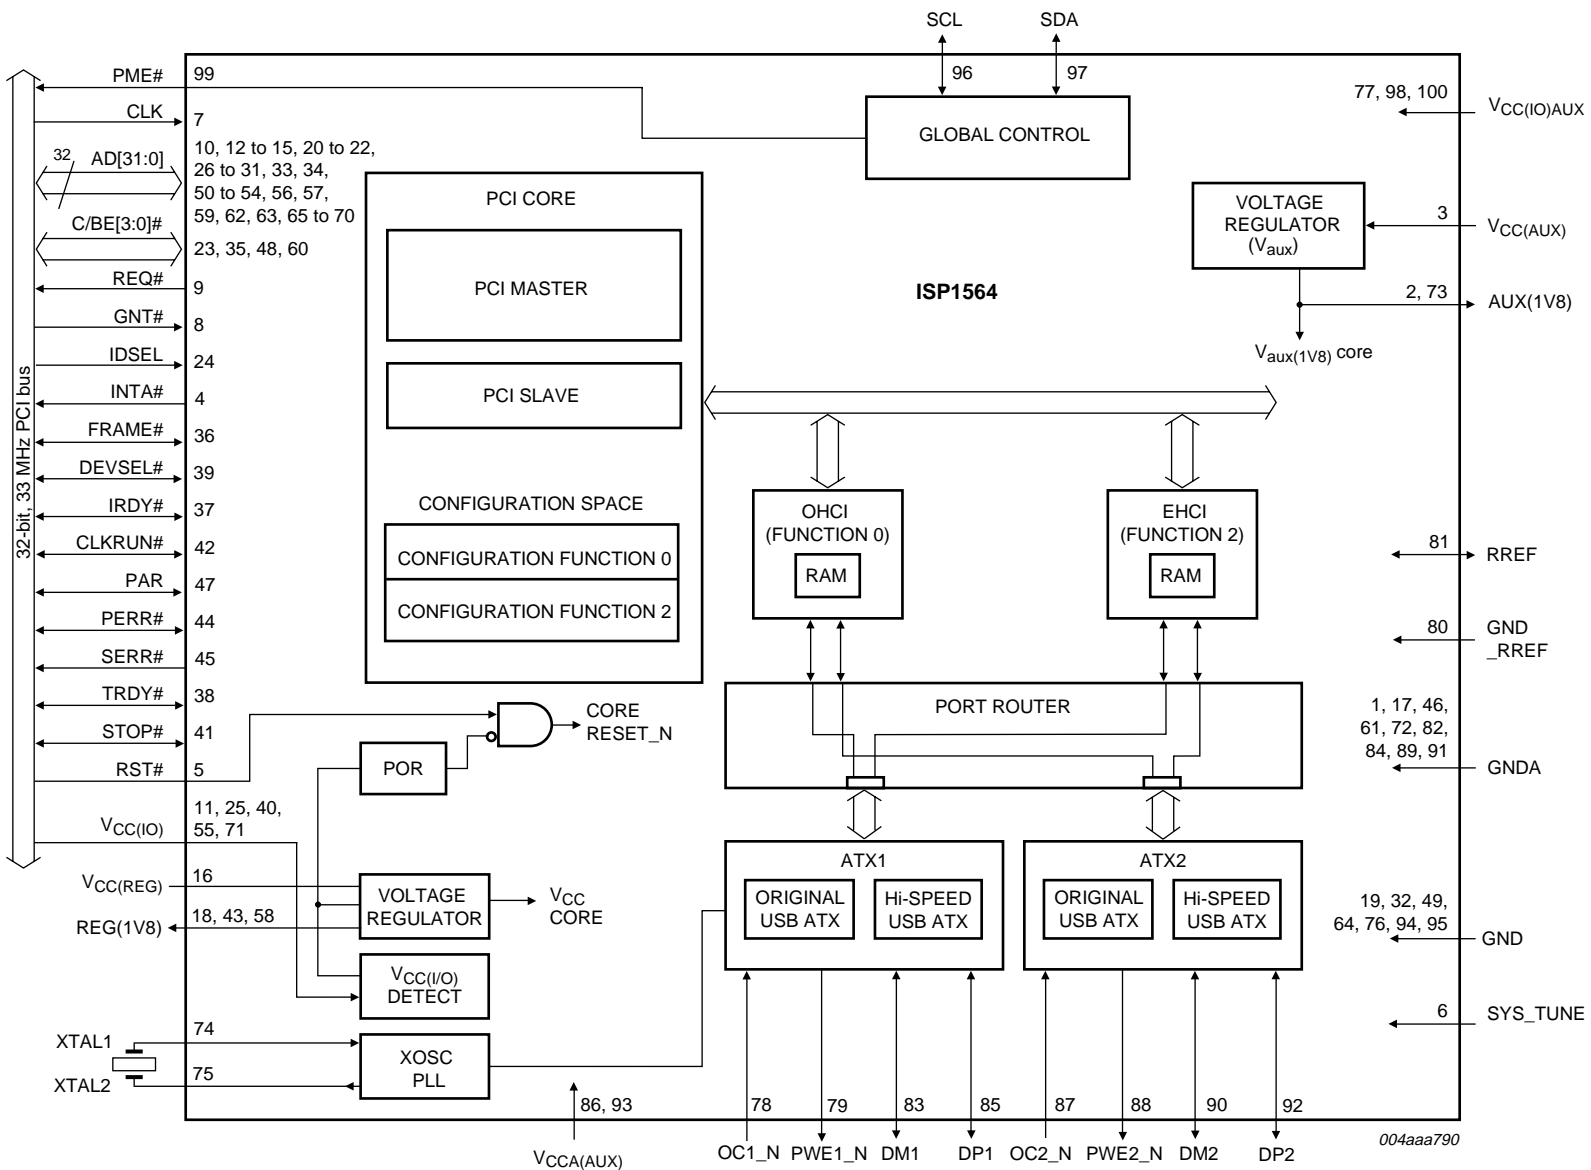 SCL
SDA
96
97
PME#
99
CLK
7
32
AD[31:0]
10, 12 to 15, 20 to 22,
26 to 31, 33, 34,
50 to 54, 56, 57,
59, 62, 63, 65 to 70
C/BE[3:0]#
23, 35, 48, 60
REQ#
9
GNT#
8
IDSEL
24
INTA#
4
FRAME#
36
DEVSEL#
39
IRDY#
37
CLKRUN#
42
PAR
47
PERR#
44
SERR#
45
TRDY#
38
STOP#
41
RST#
5
32-bit, 33 MHz PCI bus
VCC(IO)
11, 25, 40,
55, 71
VCC(REG)
16
REG(1V8)
18, 43, 58
XTAL1
74
XTAL2
75
GLOBAL CONTROL
PCI CORE
PCI MASTER
PCI SLAVE
CONFIGURATION SPACE
CONFIGURATION FUNCTION 0
CONFIGURATION FUNCTION 2
ISP1564
77, 98, 100
VCC(IO)AUX
VOLTAGE
REGULATOR
(Vaux)
3
VCC(AUX)
2, 73
AUX(1V8)
Vaux(1V8) core
OHCI
(FUNCTION 0)
RAM
EHCI
(FUNCTION 2)
RAM
81
RREF
80
GND
_RREF
PORT ROUTER
1, 17, 46,
61, 72, 82,
84, 89, 91
GNDA
CORE
RESET_N
POR
VOLTAGE
REGULATOR
VCC
CORE
VCC(I/O)
DETECT
XOSC
PLL
ATX1
ORIGINAL
USB ATX
Hi-SPEED
USB ATX
ATX2
ORIGINAL
USB ATX
Hi-SPEED
USB ATX
19, 32, 49,
64, 76, 94, 95
GND
6
SYS_TUNE
86, 93
78
79
83
85
87
88
90
92
VCCA(AUX)
OC1_N
PWE1_N
DM1
DP1
OC2_N
PWE2_N
DM2
DP2
004aaa790